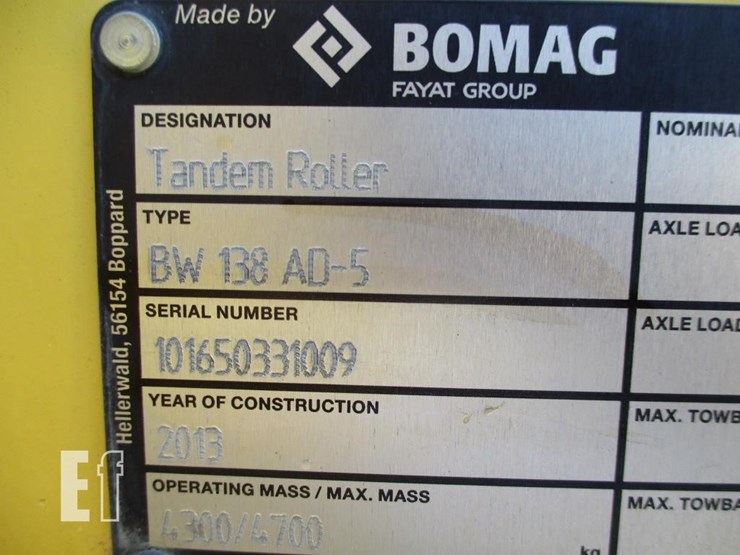 Made by
BOMAG
FAYAT GROUP
DESIGNATION
Tandem Roller
TYPE
BW 138 AD-5
SERIAL NUMBER
101650331009
YEAR OF CONSTRUCTION
2013
OPERATING MASS / MAX. MASS
4300/4700
kg
NOMINA
AXLE LOA
AXLE LOAD
MAX. TOWB
MAX. TOWBA
Hellerwald, 56154 Boppard
Ef